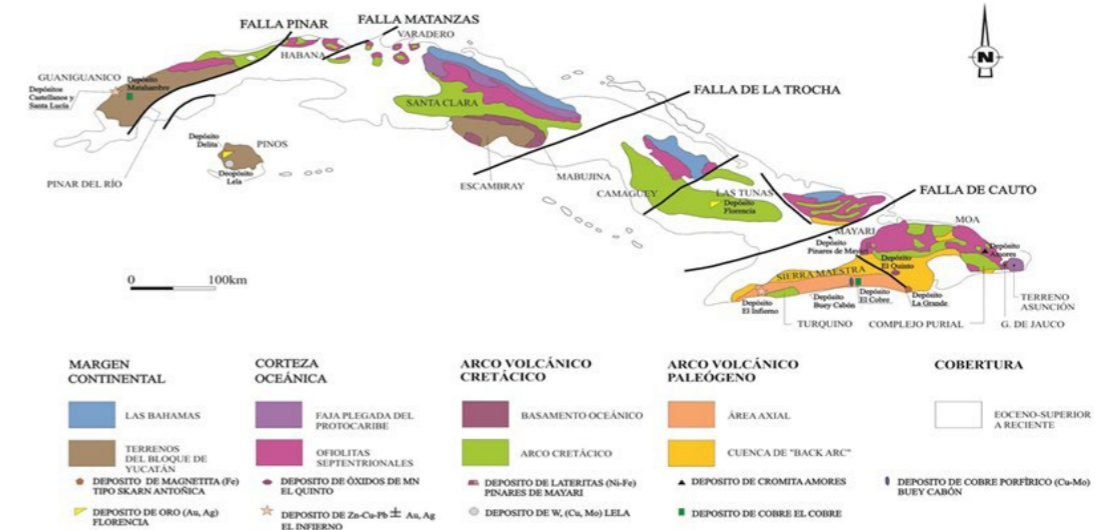 FALLA PINAR
FALLA MATANZAS
VARADERO
HABANA
GUANIGUANICO
Depósitos
Castellanos y
Santa Lucía
Depósito
Matahambre
N
FALLA DE LA TROCHA
SANTA CLARA
Depósito
Delita
PINOS
Deopósito
Lela
PINAR DEL RÍO
ESCAMBRAY
MABUJINA
CAMAGUEY
LAS TUNAS
Depósito
Florencia
FALLA DE CAUTO
MAYARI
Depósito
Pinares de Mayarí
MOA
Depósito
Amores
Depósito
El Quinto
SIERRA MAESTRA
0 100km
Depósito
El Infierno
Depósito
Buey Cabón
Depósito
El Cobre
Depósito
La Grande
TERRENO
ASUNCIÓN
TURQUINO
COMPLEJO PURIAL
G. DE JAUCO
MARGEN
CONTINENTAL
CORTEZA
OCEÁNICA
ARCO VOLCÁNICO
CRETÁCICO
ARCO VOLCÁNICO
PALEÓGENO
COBERTURA
LAS BAHAMAS
FAJA PLEGADA DEL
PROTOCARIBE
BASAMENTO OCEÁNICO
ÁREA AXIAL
EOCENO-SUPERIOR
A RECIENTE
TERRENOS
DEL BLOQUE DE
YUCATÁN
OFIOLITAS
SEPTENTRIONALES
ARCO CRETÁCICO
CUENCA DE "BACK ARC"
DEPOSITO DE MAGNETITA (Fe)
TIPO SKARN ANTOÑICA
DEPOSITO DE ÒXIDOS DE MN
EL QUINTO
DEPOSITO DE LATERITAS (Ni-Fe)
PINARES DE MAYARI
DEPOSITO DE CROMITA AMORES
DEPOSITO DE COBRE PORFÍRICO (Cu-Mo)
BUEY CABÓN
DEPOSITO DE ORO (Au, Ag)
FLORENCIA
DEPOSITO DE Zn-Cu-Pb ± Au, Ag
EL INFIERNO
DEPOSITO DE W, (Cu, Mo) LELA
DEPOSITO DE COBRE EL COBRE